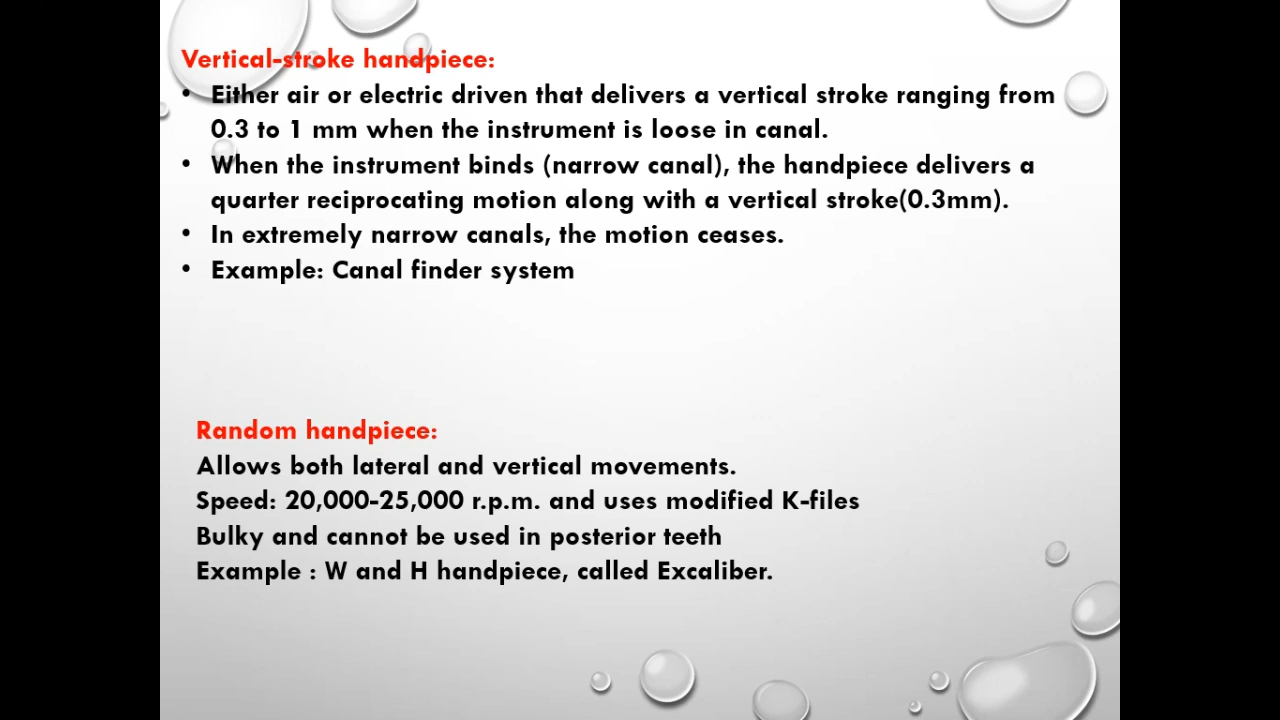 Vertical-stroke handpiece:
• Either air or electric driven that delivers a vertical stroke ranging from
0.3 to 1 mm when the instrument is loose in canal.
• When the instrument binds (narrow canal), the handpiece delivers a
quarter reciprocating motion along with a vertical stroke(0.3mm).
• In extremely narrow canals, the motion ceases.
• Example: Canal finder system
Random handpiece:
Allows both lateral and vertical movements.
Speed: 20,000-25,000 r.p.m. and uses modified K-files
Bulky and cannot be used in posterior teeth
Example : W and H handpiece, called Excaliber.